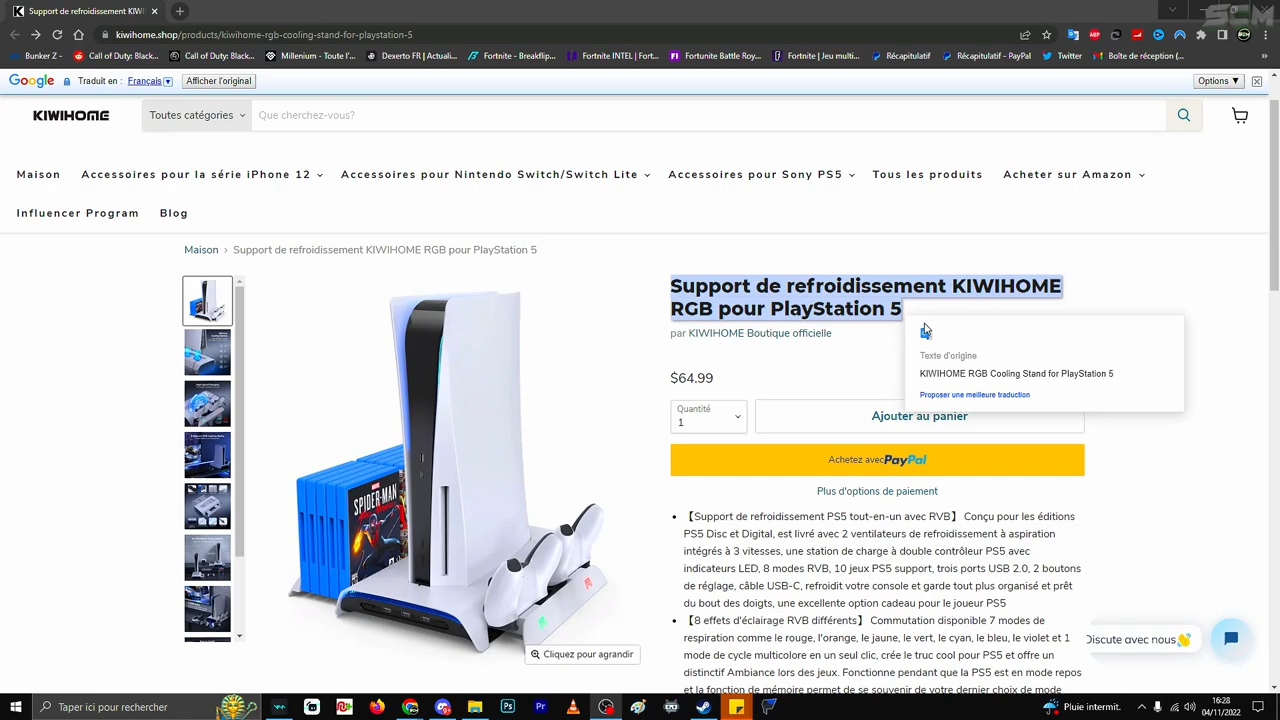 Support de refroidissement KIWI
kiwihome.shop/products/kiwihome-rgb-cooling-stand-for-playstation-5
Bunker Z -
Call of Duty: Black...
Call of Duty: Black...
Millenium - Toute l'i...
Dexerto FR | Actuali...
Fortnite - Breakflip...
Fortnite INTEL | Fort...
Fortunite Battle Roy...
Fortnite | Jeu multi...
Récapitulatif
Récapitulatif - My P...
Twitter
Boîte de réception (...
Google
Traduit en :
Français
Afficher l'original
Options ▼
KIWIHOME
Toutes catégories
Que cherchez-vous?
Maison
Accessoires pour la série iPhone 12
Accessoires pour Nintendo Switch/Switch Lite
Accessoires pour Sony PS5
Tous les produits
Acheter sur Amazon
Influencer Program
Blog
Maison › Support de refroidissement KIWIHOME RGB pour PlayStation 5
Support de refroidissement KIWIHOME
RGB pour PlayStation 5
par KIWIHOME Boutique officielle
Texte d'origine
KIWIHOME RGB Cooling Stand for PlayStation 5
Proposer une meilleure traduction
$64.99
Quantité
1
Ajouter au panier
Achetez avec PayPal
Plus d'options de paiement
• 【Support de refroidissement PS5 tout-en-un avec RVB】 Conçu pour les éditions
PS5 Disc et Digital, est livré avec 2 ventilateurs de refroidissement à aspiration
intégrés à 3 vitesses, une station de charge à double contrôleur PS5 avec
indicateurs LED, 8 modes RVB, 10 jeux PS5 support, trois ports USB 2.0, 2 boutons
de réglage, câble USB-C, refroidit votre console et garde tout plus organisé et prêt
du bout des doigts, une excellente option cadeau pour le joueur PS5
• 【8 effets d'éclairage RVB différents】 Commutation disponible 7 modes de
respiration comme le rouge, l'orange, le jaune, le vert, le cyan, le bleu, le violet et 1
mode de cycle multicolore en un seul clic, crée le truc cool pour PS5 et offre un
distinctif Ambiance lors des jeux. Fonctionne pendant que la PS5 est en mode repos
et la fonction de mémoire permet de se souvenir de votre dernier choix de mode
MARVEL
SPIDER-MAN
Cliquez pour agrandir
Discute avec nous
Taper ici pour rechercher
Pluie intermit.
16:28
04/11/2022